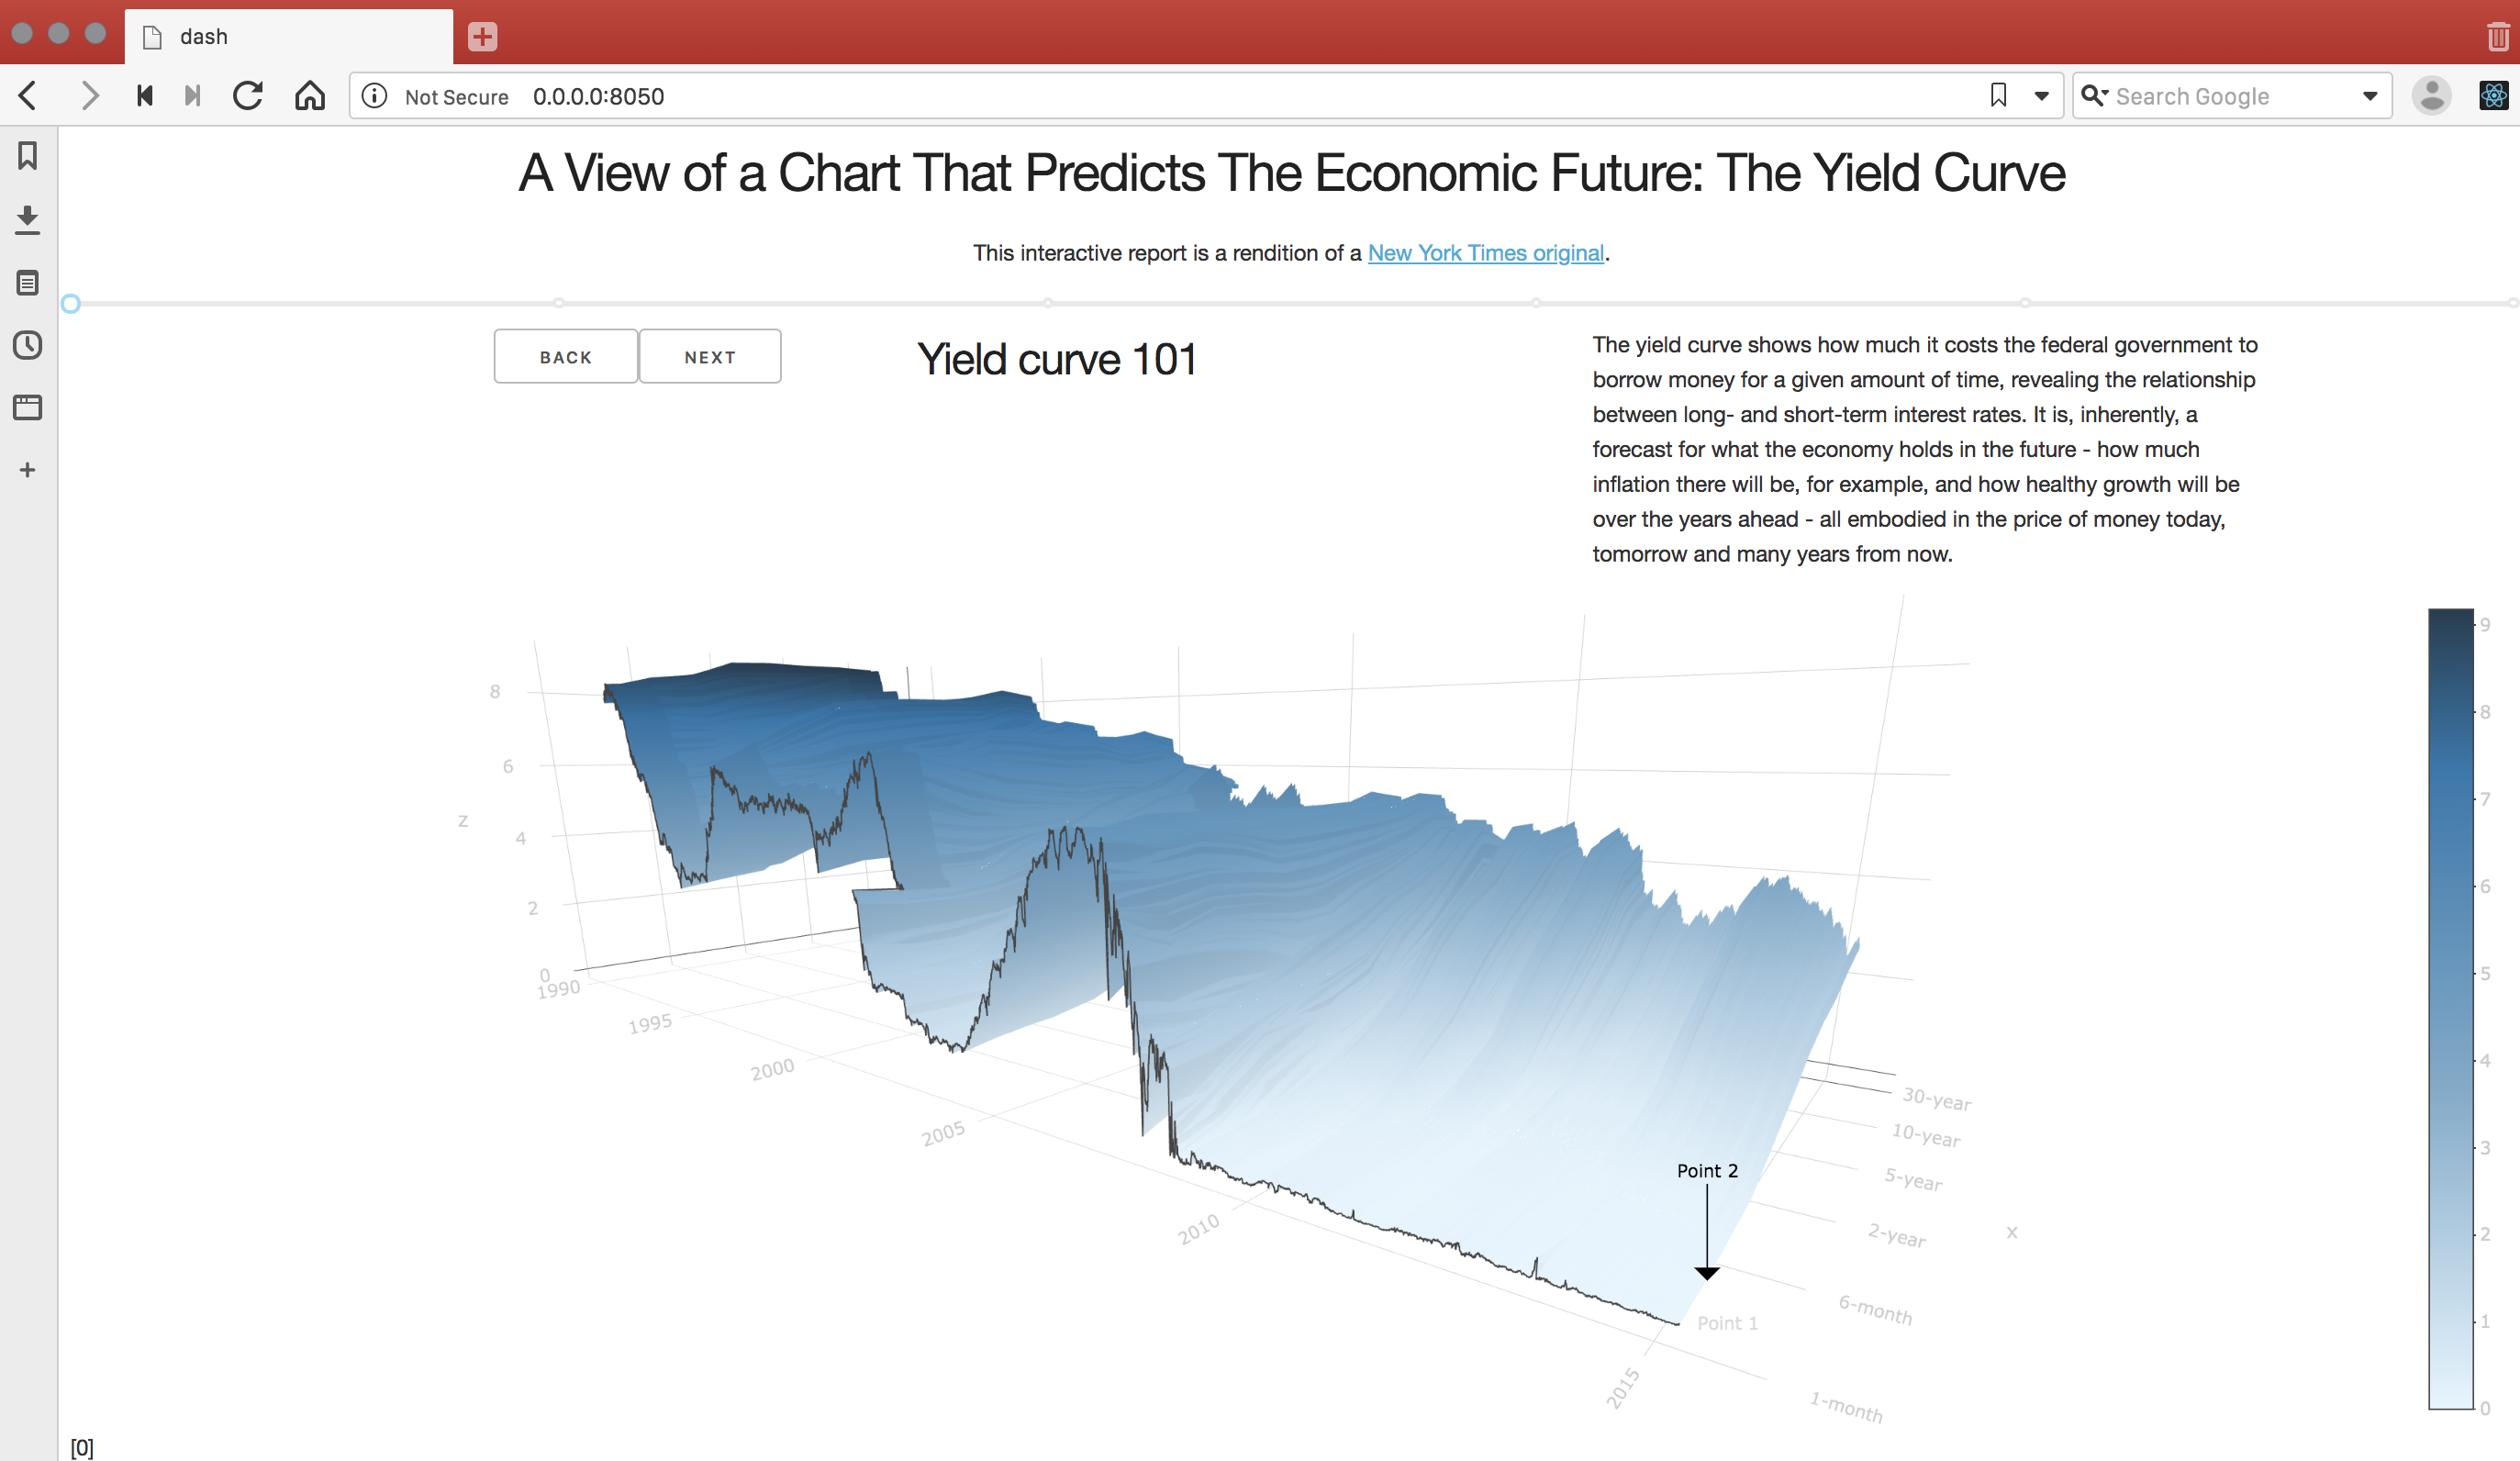 dash
Not Secure 0.0.0.0:8050
Search Google
A View of a Chart That Predicts The Economic Future: The Yield Curve
This interactive report is a rendition of a New York Times original.
BACK
NEXT
Yield curve 101
The yield curve shows how much it costs the federal government to
borrow money for a given amount of time, revealing the relationship
between long- and short-term interest rates. It is, inherently, a
forecast for what the economy holds in the future - how much
inflation there will be, for example, and how healthy growth will be
over the years ahead - all embodied in the price of money today,
tomorrow and many years from now.
8
6
z
4
2
0
1990
1995
2000
2005
2010
2015
30-year
10-year
5-year
2-year
x
6-month
1-month
Point 2
Point 1
9
8
7
6
5
4
3
2
1
0
[0]